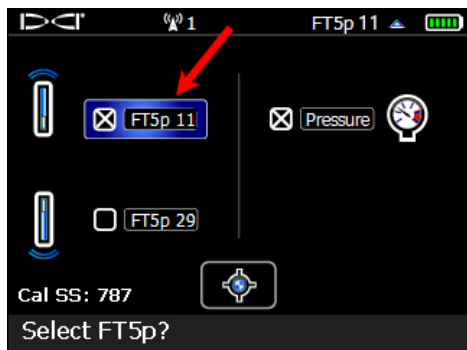 DCI 1 FT5p 11
FT5p 11 Pressure
FT5p 29
Cal SS: 787
Select FT5p?